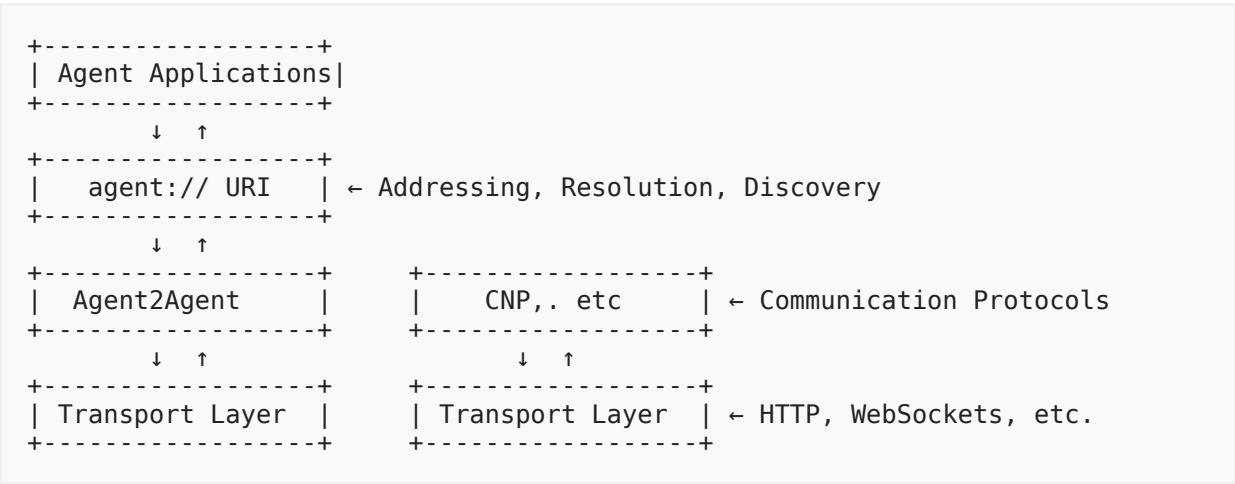 +------------------+
| Agent Applications|
+------------------+
        ↓  ↑
+------------------+
|   agent:// URI   | ← Addressing, Resolution, Discovery
+------------------+
        ↓  ↑
+------------------+     +------------------+
|  Agent2Agent     |     |    CNP,. etc     | ← Communication Protocols
+------------------+     +------------------+
        ↓  ↑                    ↓  ↑
+------------------+     +------------------+
| Transport Layer  |     | Transport Layer  | ← HTTP, WebSockets, etc.
+------------------+     +------------------+